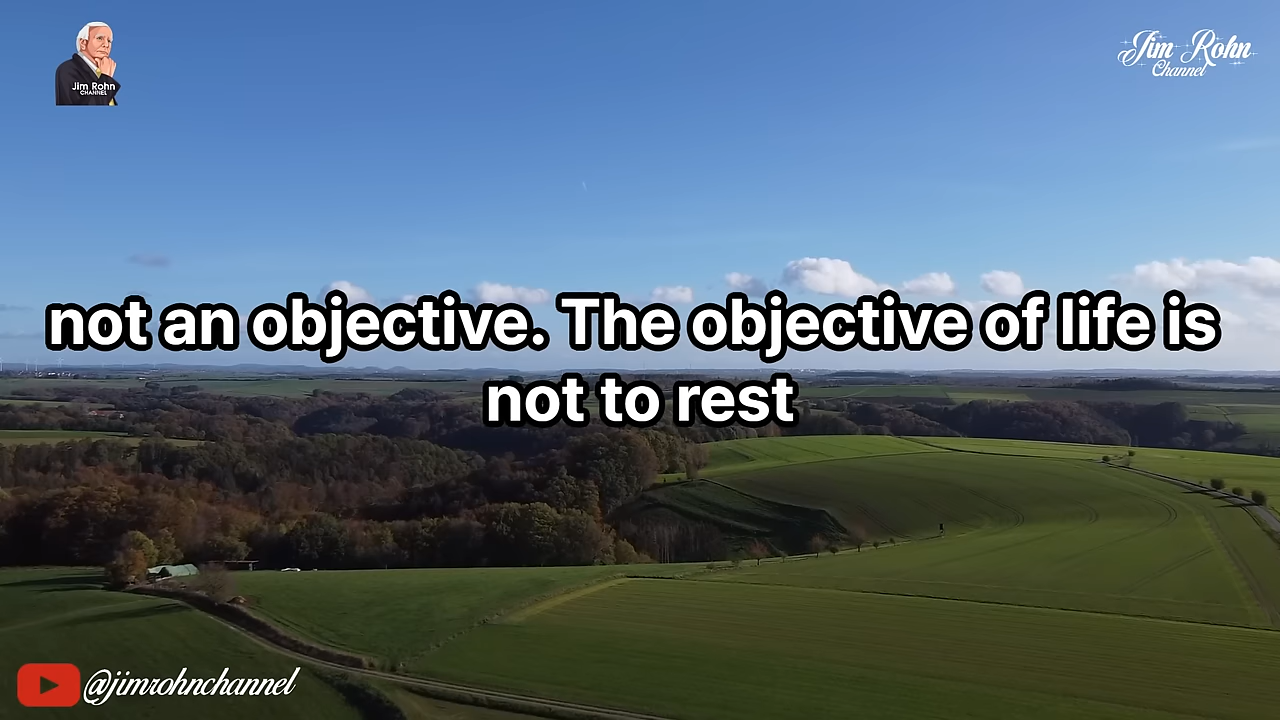 Jim Rohn
CHANNEL
Jim Rohn
Channel
not an objective. The objective of life is
not to rest
@jimrohnchannel